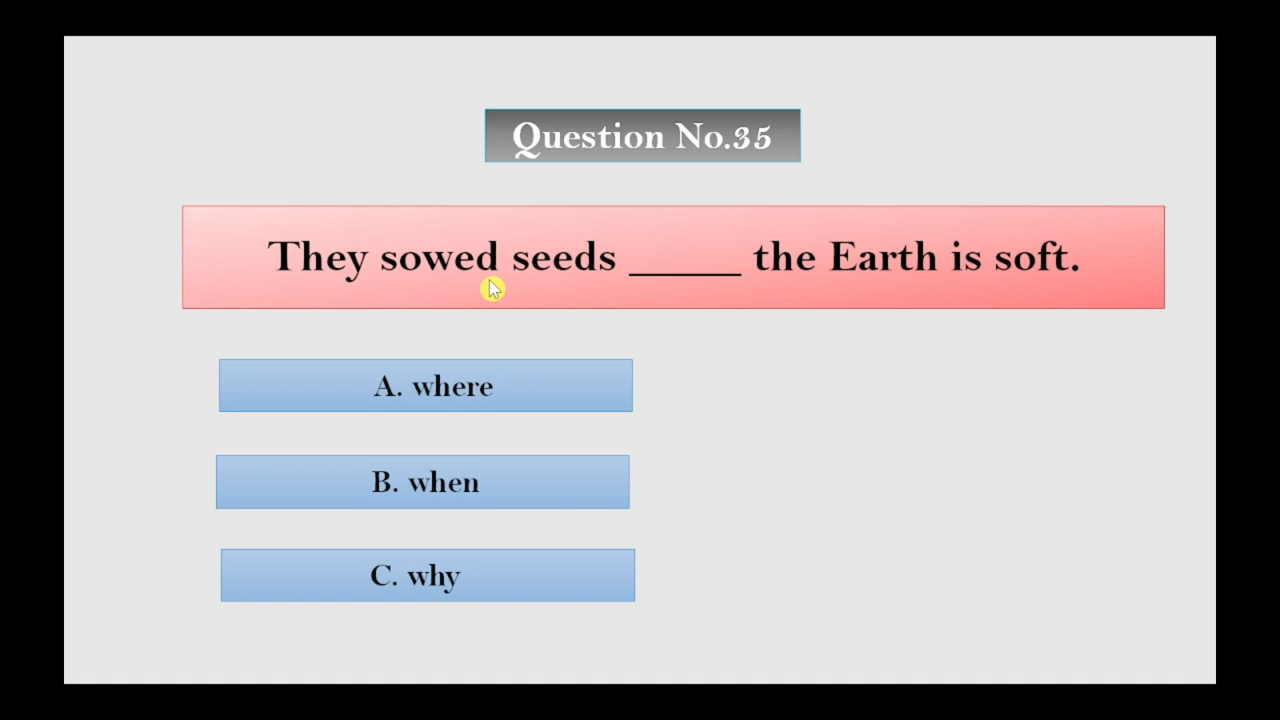 Question No.35
They sowed seeds _____ the Earth is soft.
A. where
B. when
C. why